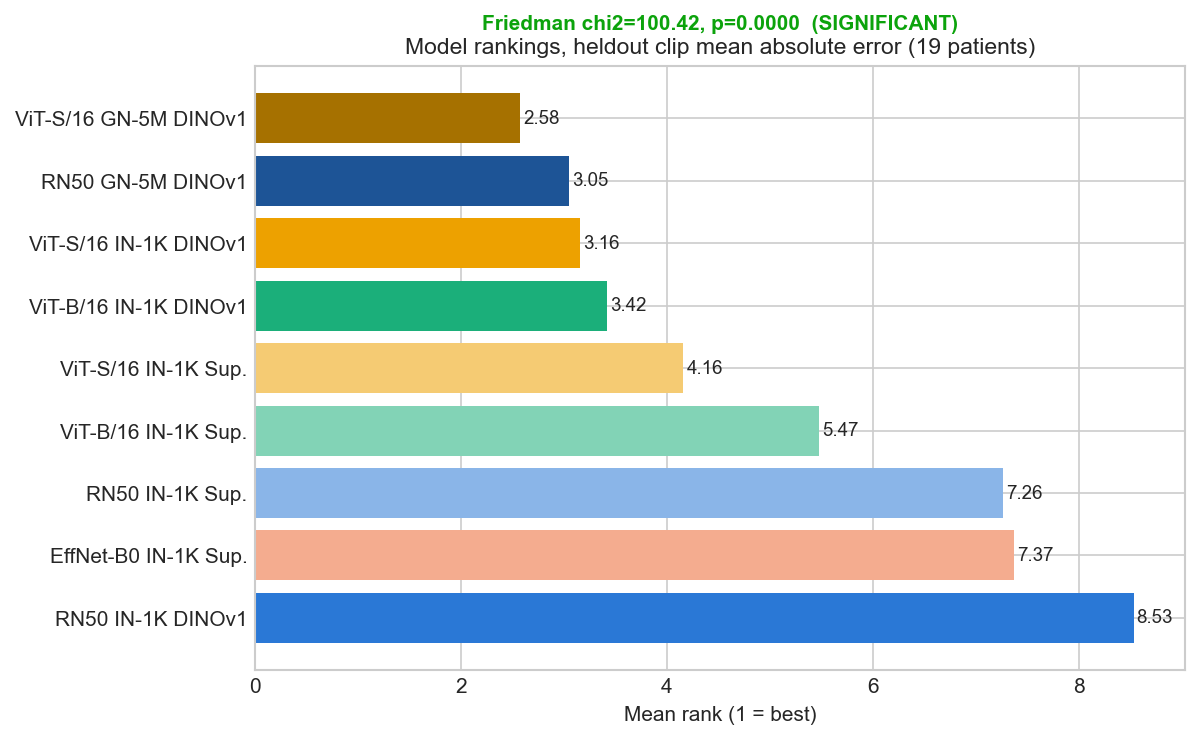 Friedman chi2=100.42, p=0.0000  (SIGNIFICANT)
Model rankings, heldout clip mean absolute error (19 patients)
ViT-S/16 GN-5M DINOv1 2.58
RN50 GN-5M DINOv1 3.05
ViT-S/16 IN-1K DINOv1 3.16
ViT-B/16 IN-1K DINOv1 3.42
ViT-S/16 IN-1K Sup. 4.16
ViT-B/16 IN-1K Sup. 5.47
RN50 IN-1K Sup. 7.26
EffNet-B0 IN-1K Sup. 7.37
RN50 IN-1K DINOv1 8.53
0 2 4 6 8
Mean rank (1 = best)